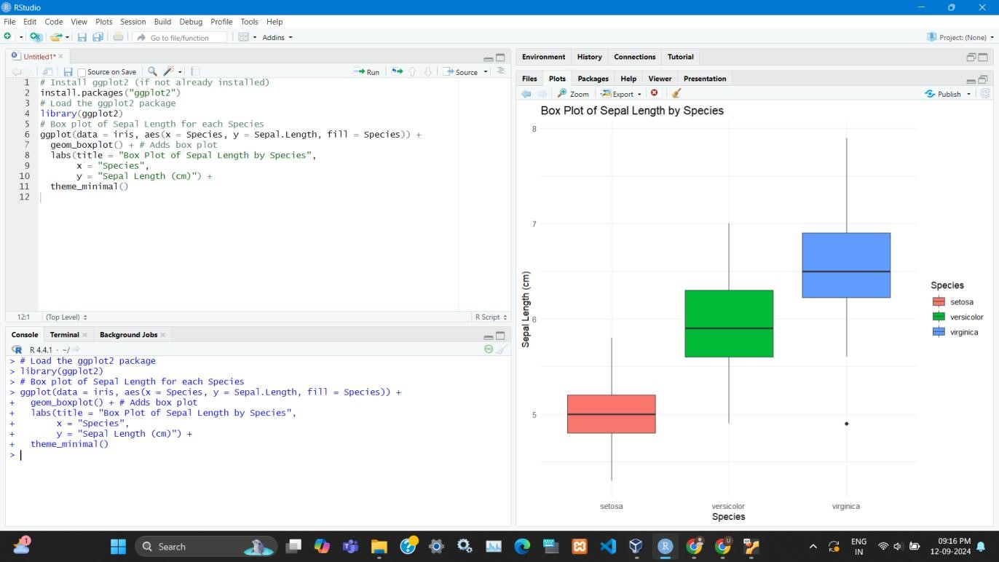 RStudio
File Edit Code View Plots Session Build Debug Profile Tools Help
Go to file/function Addins Project: (None)
Untitled1*
Source on Save Run Source
1 # Install ggplot2 (if not already installed)
2 install.packages("ggplot2")
3 # Load the ggplot2 package
4 library(ggplot2)
5 # Box plot of Sepal Length for each Species
6 ggplot(data = iris, aes(x = Species, y = Sepal.Length, fill = Species)) +
7   geom_boxplot() + # Adds box plot
8   labs(title = "Box Plot of Sepal Length by Species",
9        x = "Species",
10        y = "Sepal Length (cm)") +
11   theme_minimal()
12
12:1 (Top Level) R Script
Console Terminal Background Jobs
R 4.4.1 · ~/
> # Load the ggplot2 package
> library(ggplot2)
> # Box plot of Sepal Length for each Species
> ggplot(data = iris, aes(x = Species, y = Sepal.Length, fill = Species)) +
+   geom_boxplot() + # Adds box plot
+   labs(title = "Box Plot of Sepal Length by Species",
+        x = "Species",
+        y = "Sepal Length (cm)") +
+   theme_minimal()
>
Environment History Connections Tutorial
Files Plots Packages Help Viewer Presentation
Zoom Export Publish
Box Plot of Sepal Length by Species
8
7
6
5
Sepal Length (cm)
setosa versicolor virginica
Species
Species
setosa
versicolor
virginica
1
Search
ENG
IN
09:16 PM
12-09-2024